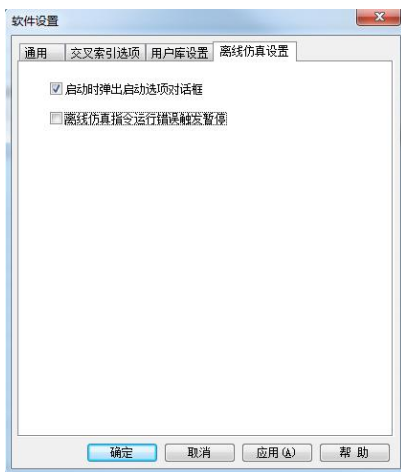 软件设置
通用 交叉索引选项 用户库设置 离线仿真设置
启动时弹出启动选项对话框
离线仿真指令运行错误触发暂停
确定 取消 应用(A) 帮助